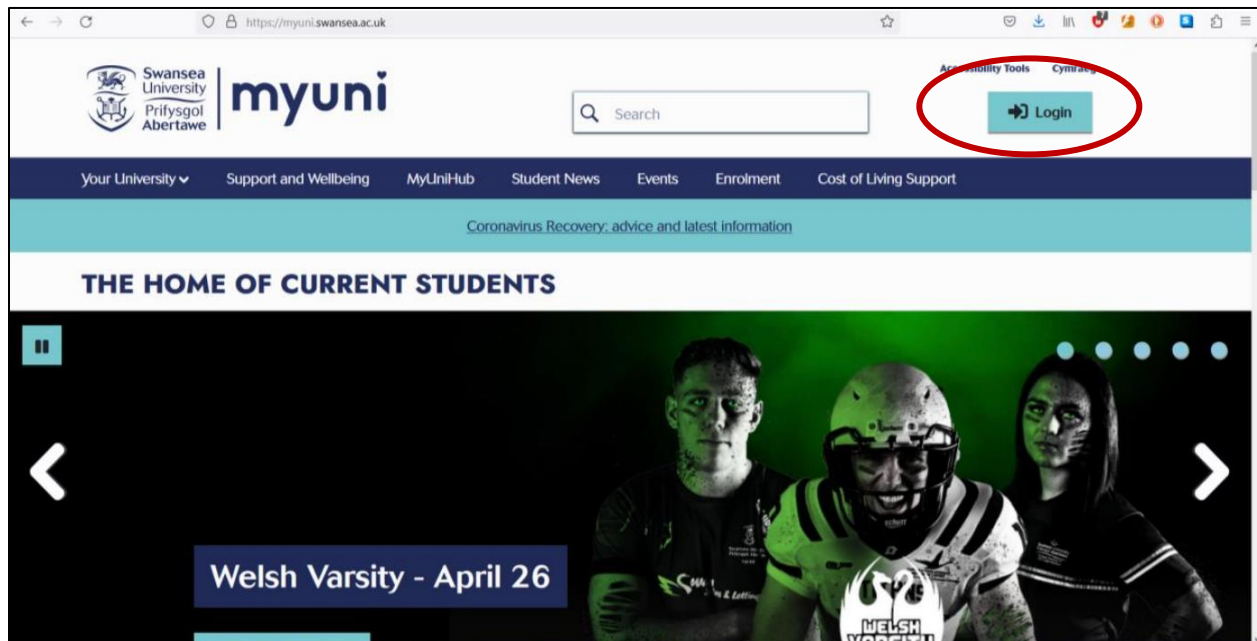 https://myuni.swansea.ac.uk
Swansea
University
Prifysgol
Abertawe
myuni
Search
Accessibility Tools
Login
Your University
Support and Wellbeing
MyUniHub
Student News
Events
Enrolment
Cost of Living Support
Coronavirus Recovery: advice and latest information
THE HOME OF CURRENT STUDENTS
Welsh Varsity - April 26
WELSH
VARSITY